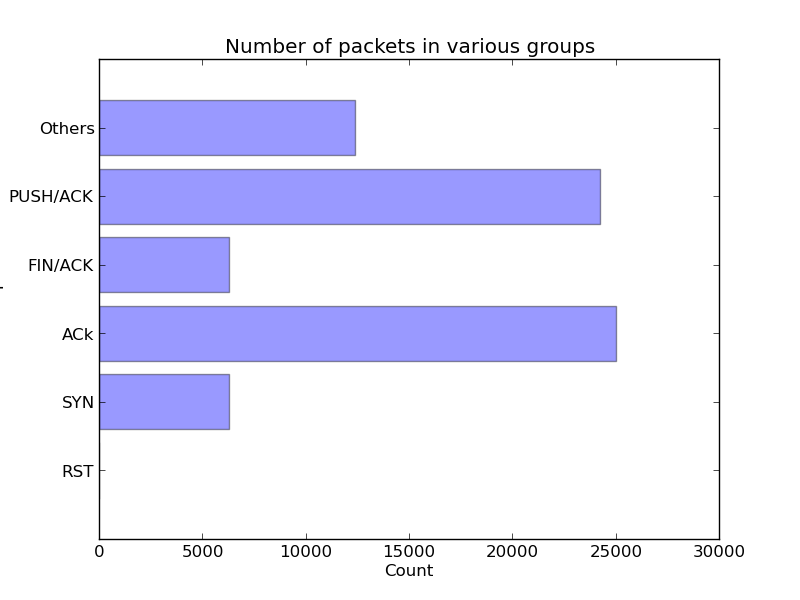 Number of packets in various groups
Others
PUSH/ACK
FIN/ACK
ACk
SYN
RST
0 5000 10000 15000 20000 25000 30000
Count